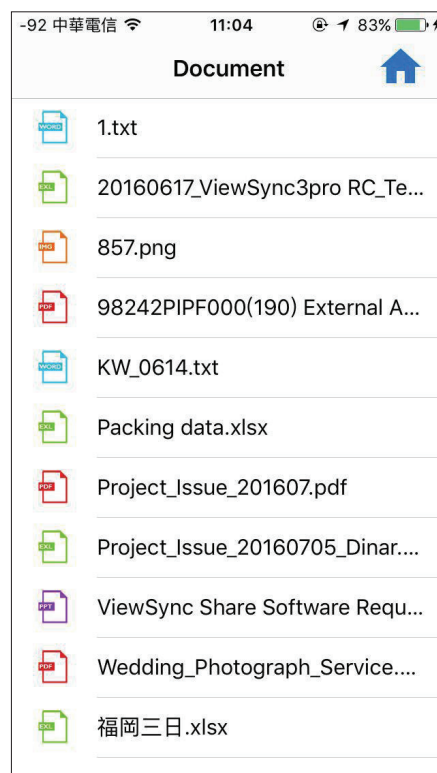 -92 中華電信 11:04 83%
Document
WORD 1.txt
EXL 20160617_ViewSync3pro RC_Te...
IMG 857.png
PDF 98242PIPF000(190) External A...
WORD KW_0614.txt
EXL Packing data.xlsx
PDF Project_Issue_201607.pdf
EXL Project_Issue_20160705_Dinar....
PPT ViewSync Share Software Requ...
PDF Wedding_Photograph_Service....
EXL 福岡三日.xlsx